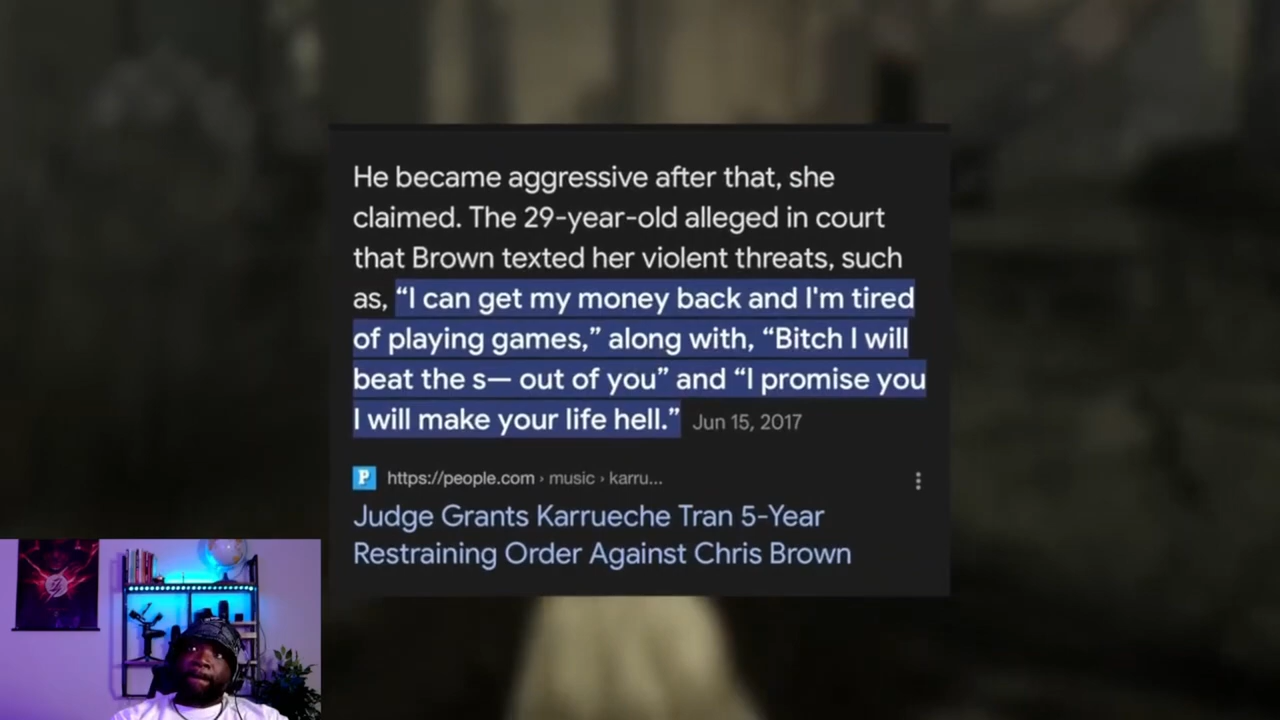 He became aggressive after that, she
claimed. The 29-year-old alleged in court
that Brown texted her violent threats, such
as, “I can get my money back and I'm tired
of playing games,” along with, “Bitch I will
beat the s— out of you” and “I promise you
I will make your life hell.” Jun 15, 2017
P https://people.com › music › karru...
Judge Grants Karrueche Tran 5-Year
Restraining Order Against Chris Brown